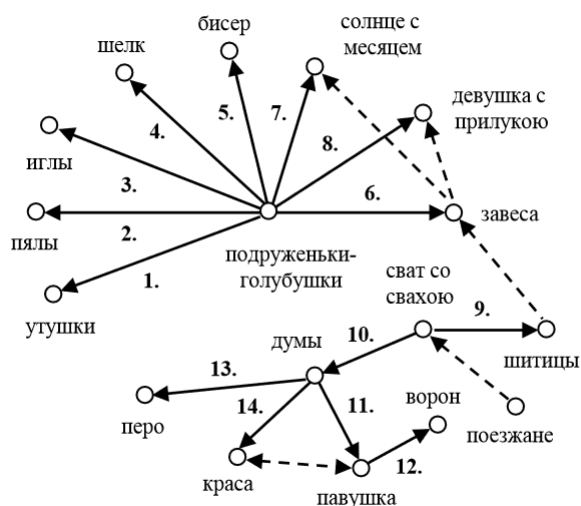 бисер
солнце с
месяцем
шелк
5.
7.
девушка с
прилукою
4.
8.
иглы
3.
6.
завеса
2.
пялы
подруженьки-
голубушки
1.
сват со
свахою
утушки
9.
10.
шитицы
думы
13.
ворон
14.
11.
перо
поезжане
12.
краса
павушка